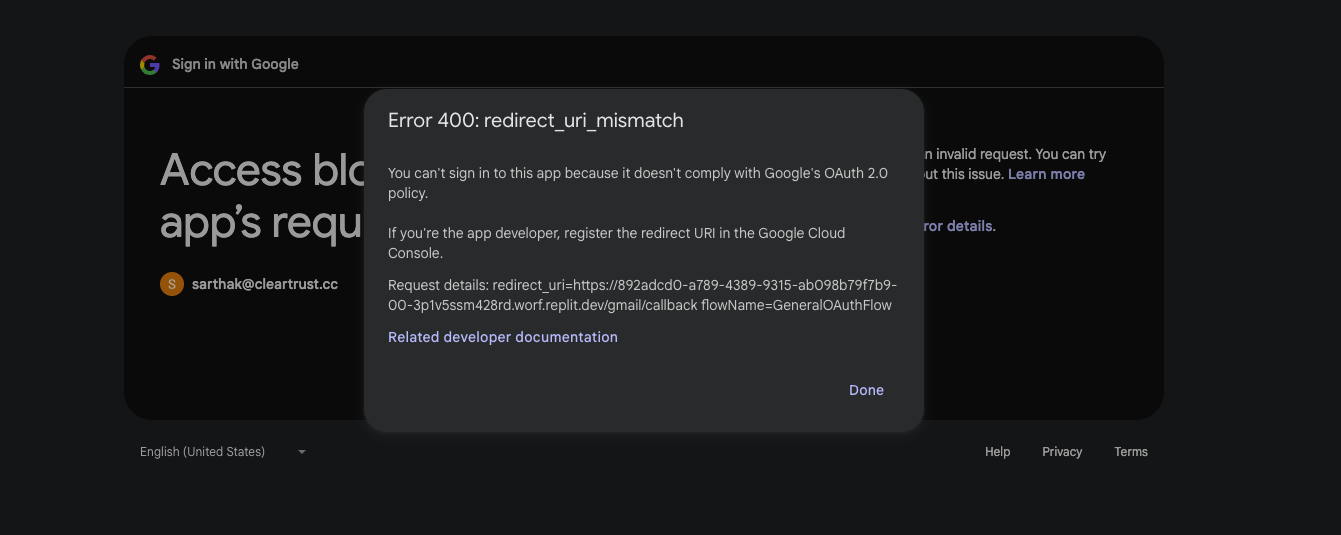 Sign in with Google
Error 400: redirect_uri_mismatch
Access blo
app's requ
n invalid request. You can try
out this issue. Learn more
ror details.
You can't sign in to this app because it doesn't comply with Google's OAuth 2.0
policy.
If you're the app developer, register the redirect URI in the Google Cloud
Console.
sarthak@cleartrust.cc
Request details: redirect_uri=https://892adcd0-a789-4389-9315-ab098b79f7b9-
00-3p1v5ssm428rd.worf.replit.dev/gmail/callback flowName=GeneralOAuthFlow
Related developer documentation
Done
English (United States)
Help
Privacy
Terms